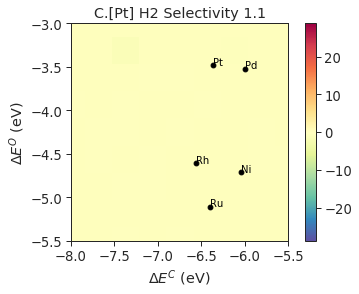 C.[Pt] H2 Selectivity 1.1
−3.0
−3.5
−4.0
−4.5
−5.0
−5.5
ΔE^O (eV)
Pt
Pd
Rh
Ni
Ru
−8.0 −7.5 −7.0 −6.5 −6.0 −5.5
ΔE^C (eV)
20
10
0
−10
−20